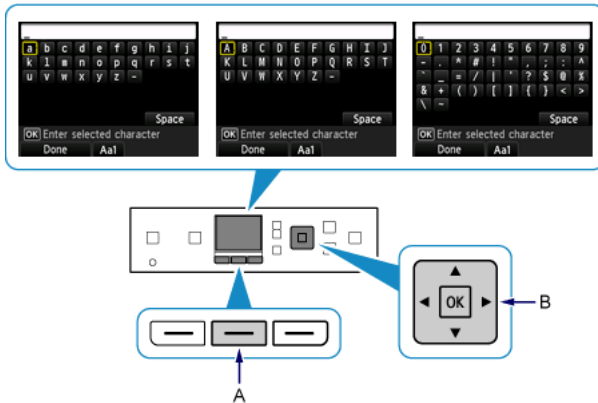 a b c d e f g h i j
k l m n o p q r s t
u v w x y z -
Space
OK Enter selected character
Done Aa1
A B C D E F G H I J
K L M N O P Q R S T
U V W X Y Z -
Space
OK Enter selected character
Done Aa1
0 1 2 3 4 5 6 7 8 9
- . * # ! " , ; : ^
` _ = / | ' ? $ @ %
& + ( ) [ ] { } < >
\ ~
Space
OK Enter selected character
Done Aa1
OK
B
A